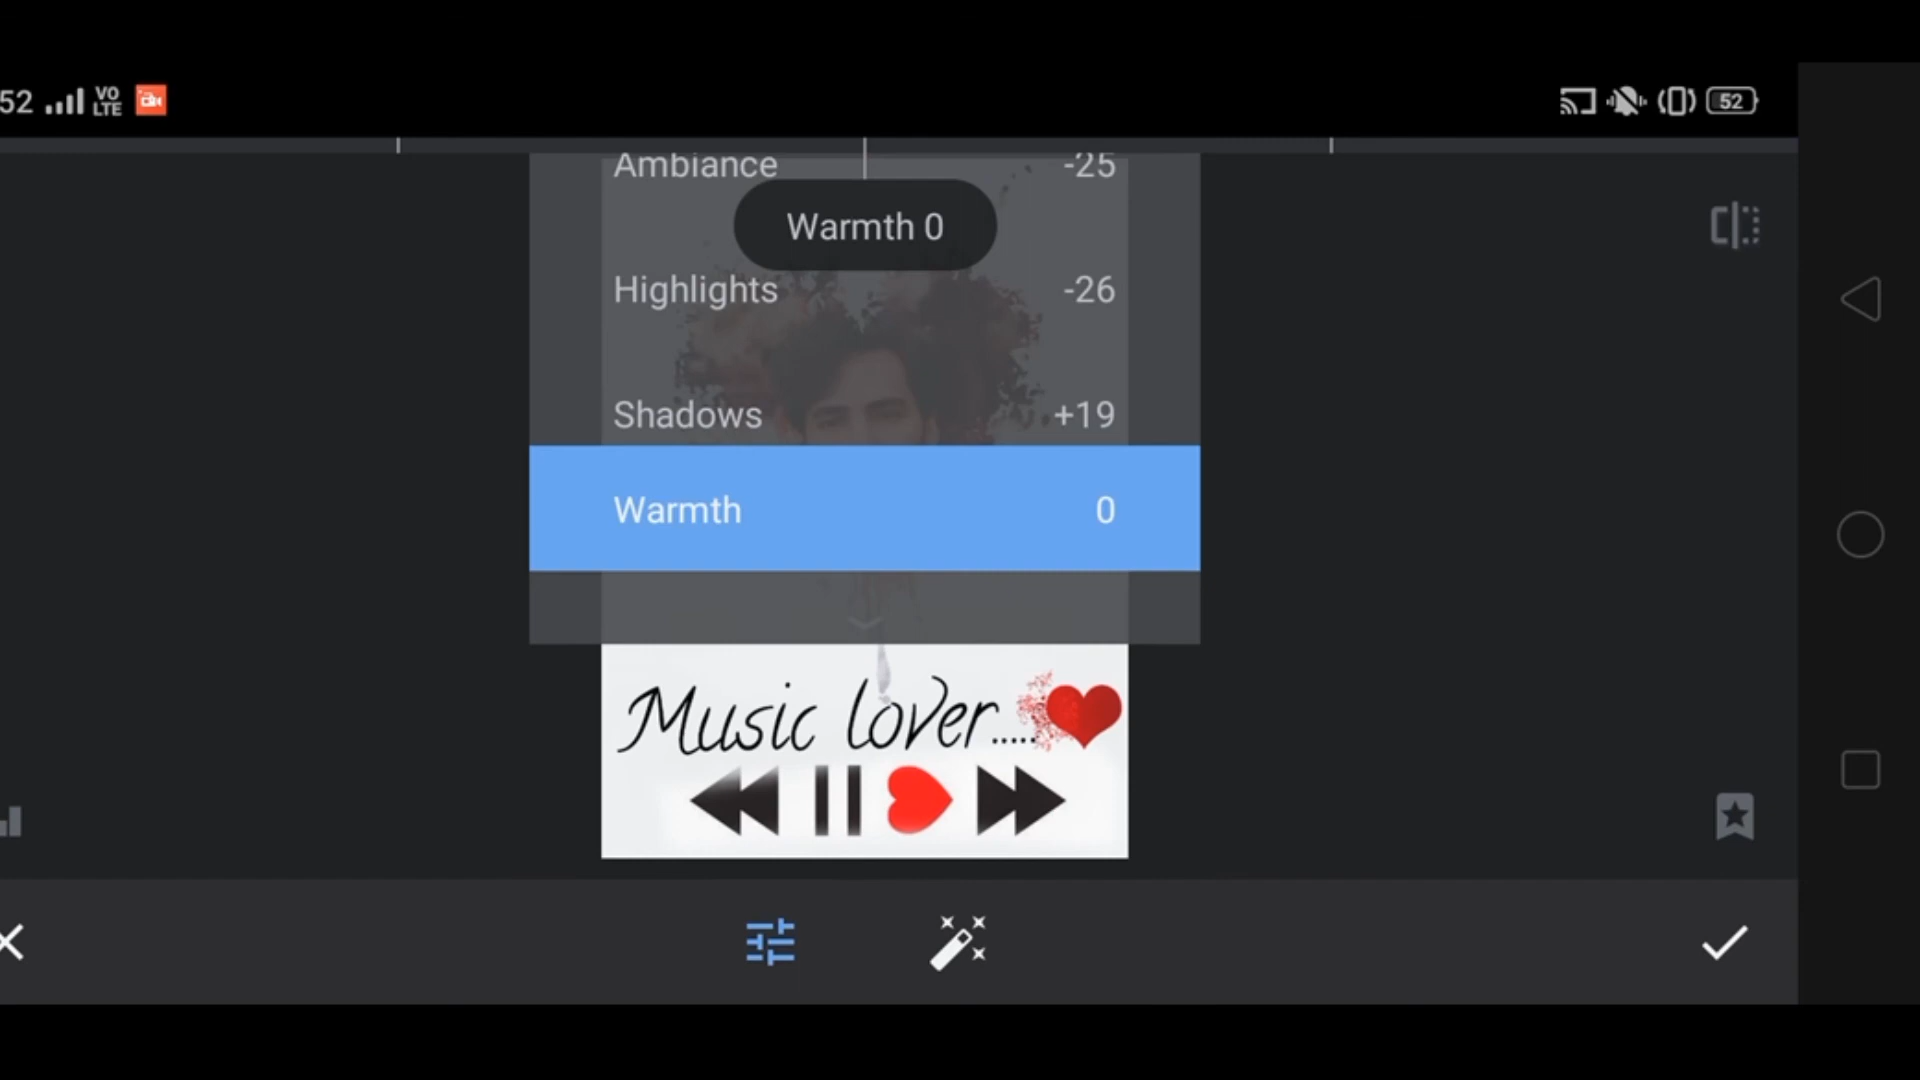 52 VO LTE 52
Ambiance -25
Warmth 0
Highlights -26
Shadows +19
Warmth 0
Music lover.....